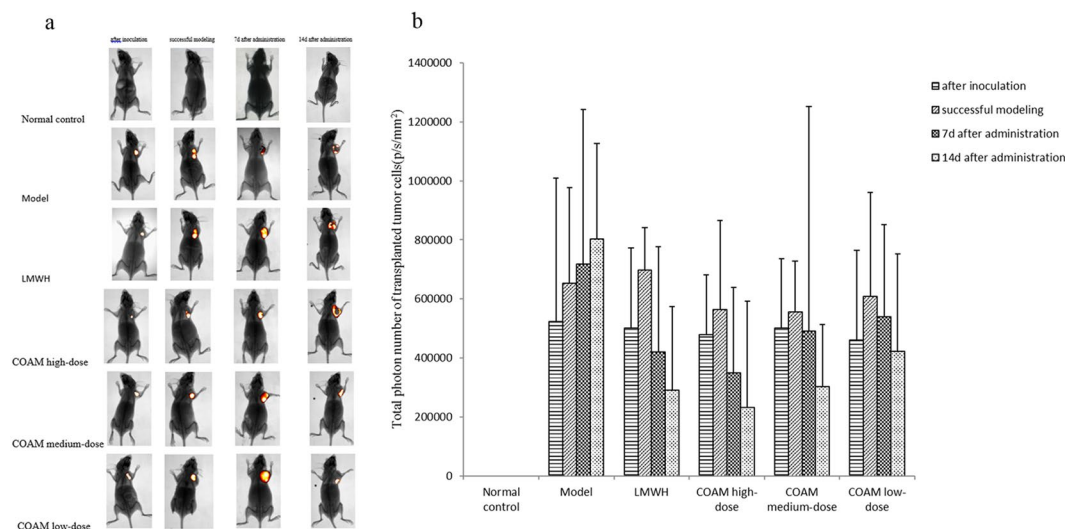 a
after inoculation successful modeling 7d after administration 14d after administration
Normal control
Model
LMWH
COAM high-dose
COAM medium-dose
COAM low-dose
b
Total photon number of transplanted tumor cells(p/s/mm²)
1400000
1200000
1000000
800000
600000
400000
200000
0
Normal
control
Model
LMWH
COAM high-
dose
COAM
medium-dose
COAM low-
dose
after inoculation
successful modeling
7d after administration
14d after administration